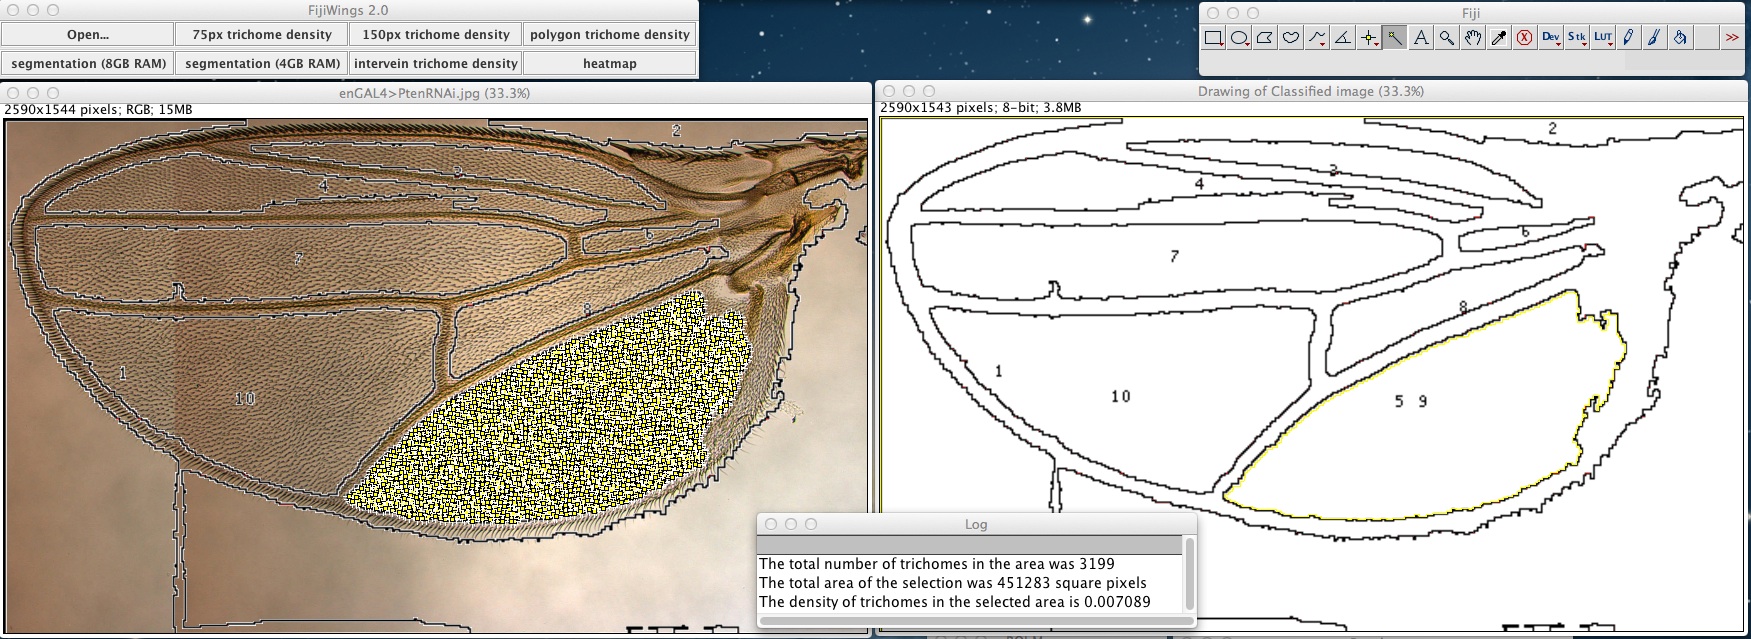 FijiWings 2.0
Open... 75px trichome density 150px trichome density polygon trichome density
segmentation (8GB RAM) segmentation (4GB RAM) intervein trichome density heatmap
Fiji
Dev Stk LUT >>
enGAL4>PtenRNAi.jpg (33.3%)
2590x1544 pixels; RGB; 15MB
2
3
4
6
7
8
1
10
Drawing of Classified image (33.3%)
2590x1543 pixels; 8-bit; 3.8MB
2
3
4
6
7
8
1
10
5 9
Log
The total number of trichomes in the area was 3199
The total area of the selection was 451283 square pixels
The density of trichomes in the selected area is 0.007089